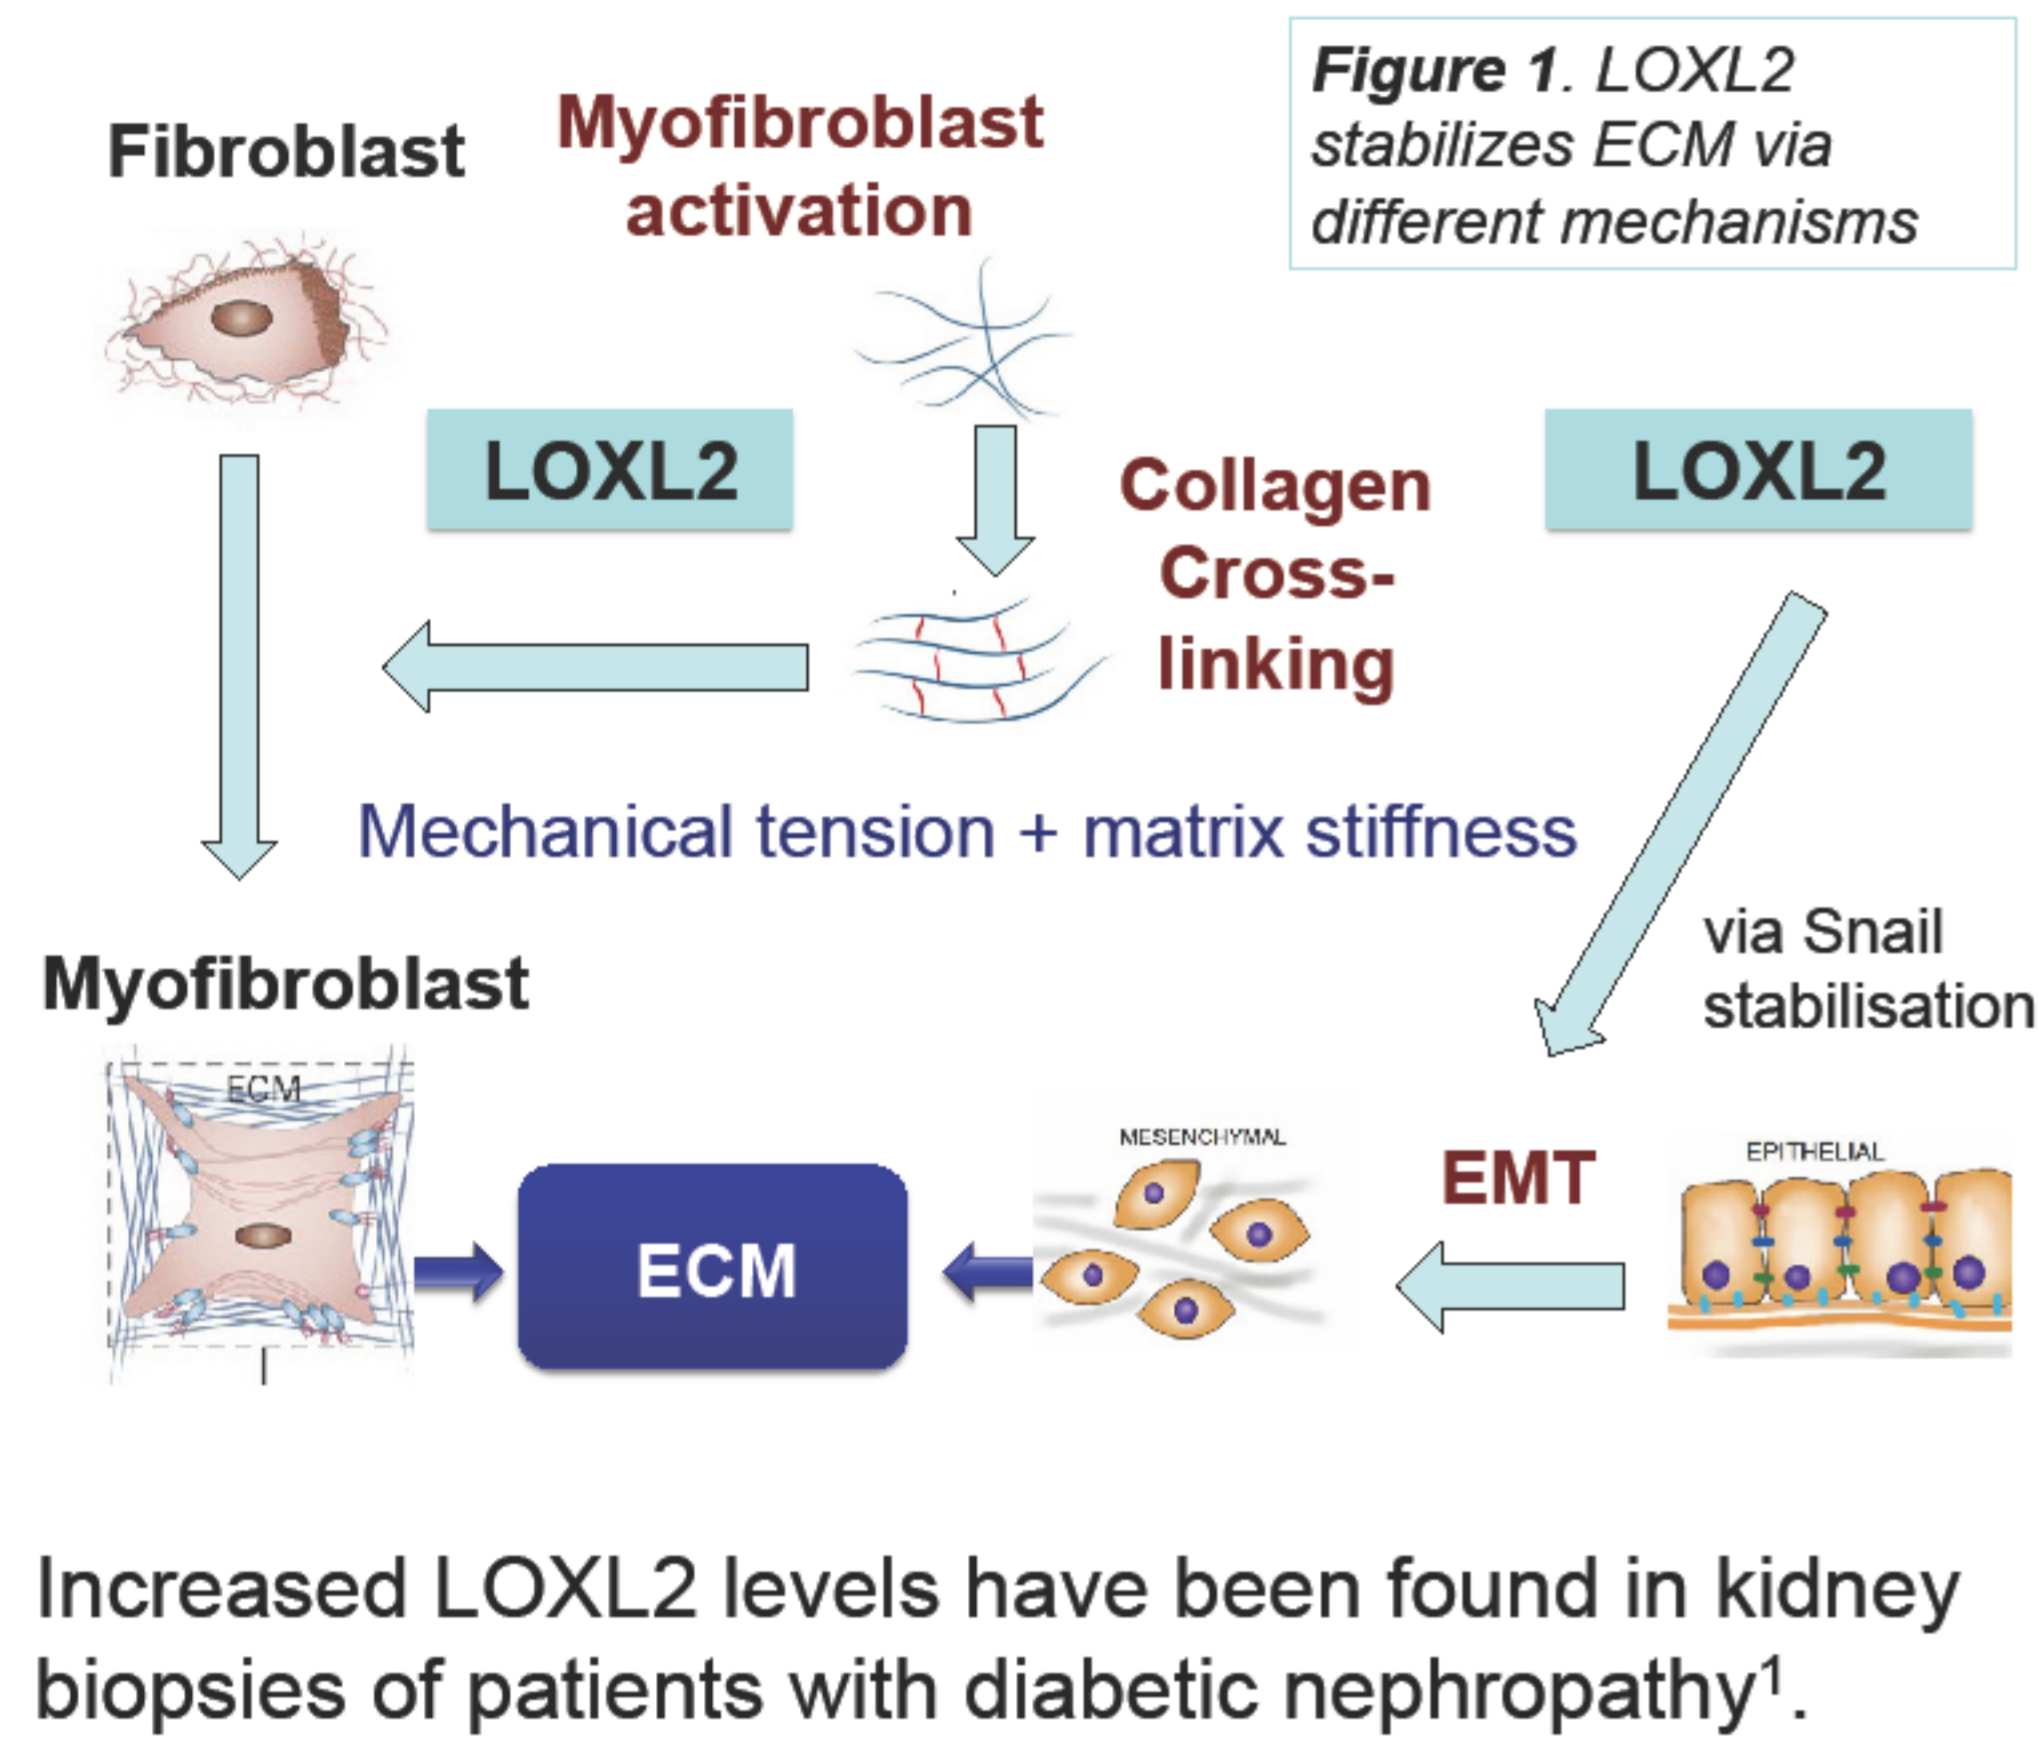 Figure 1. LOXL2
stabilizes ECM via
different mechanisms
Fibroblast
Myofibroblast
activation
LOXL2
Collagen
Cross-
linking
LOXL2
Mechanical tension + matrix stiffness
via Snail
stabilisation
Myofibroblast
ECM
ECM
MESENCHYMAL
EMT
EPITHELIAL
Increased LOXL2 levels have been found in kidney
biopsies of patients with diabetic nephropathy¹.